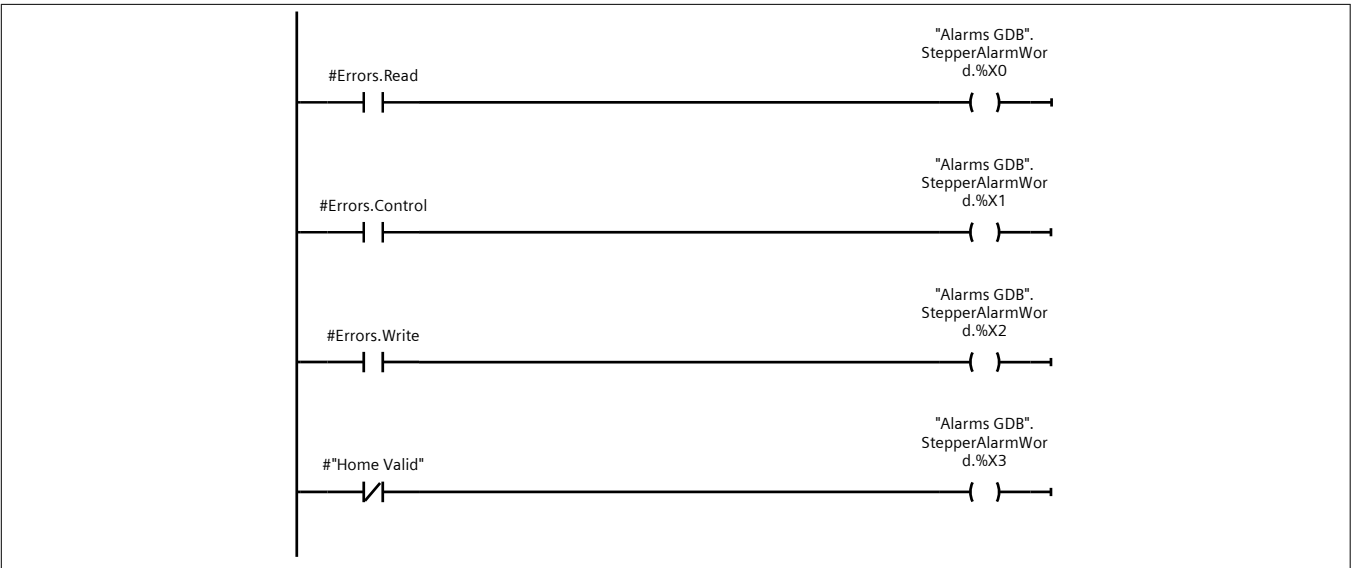 "Alarms GDB".
StepperAlarmWor
d.%X0
#Errors.Read
"Alarms GDB".
StepperAlarmWor
d.%X1
#Errors.Control
"Alarms GDB".
StepperAlarmWor
d.%X2
#Errors.Write
"Alarms GDB".
StepperAlarmWor
d.%X3
#"Home Valid"